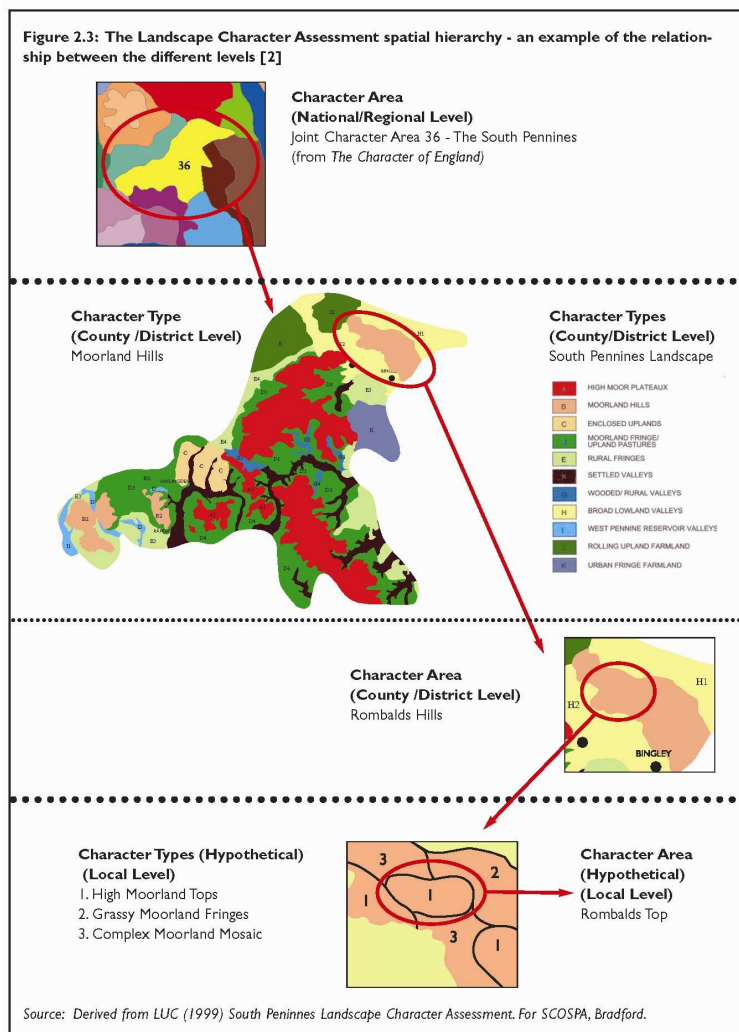 Figure 2.3: The Landscape Character Assessment spatial hierarchy - an example of the relation-
ship between the different levels [2]
Character Area
(National/Regional Level)
Joint Character Area 36 - The South Pennines
(from The Character of England)
36
Character Type
(County /District Level)
Moorland Hills
Character Types
(County/District Level)
South Pennines Landscape
HIGH MOOR PLATEAUX
B MOORLAND HILLS
C ENCLOSED UPLANDS
MOORLAND FRINGE/
UPLAND PASTURES
E RURAL FRINGES
SETTLED VALLEYS
WOODED/ RURAL VALLEYS
H BROAD LOWLAND VALLEYS
I WEST PENNINE RESERVOIR VALLEYS
ROLLING UPLAND FARMLAND
K URBAN FRINGE FARMLAND
H1
E4
K
C
C C
D4
Character Area
(County /District Level)
Rombalds Hills
H1
H2
BINGLEY
Character Types (Hypothetical)
(Local Level)
1. High Moorland Tops
2. Grassy Moorland Fringes
3. Complex Moorland Mosaic
3
2
1
1
3
1
Character Area
(Hypothetical)
(Local Level)
Rombalds Top
Source: Derived from LUC (1999) South Peninnes Landscape Character Assessment. For SCOSPA, Bradford.